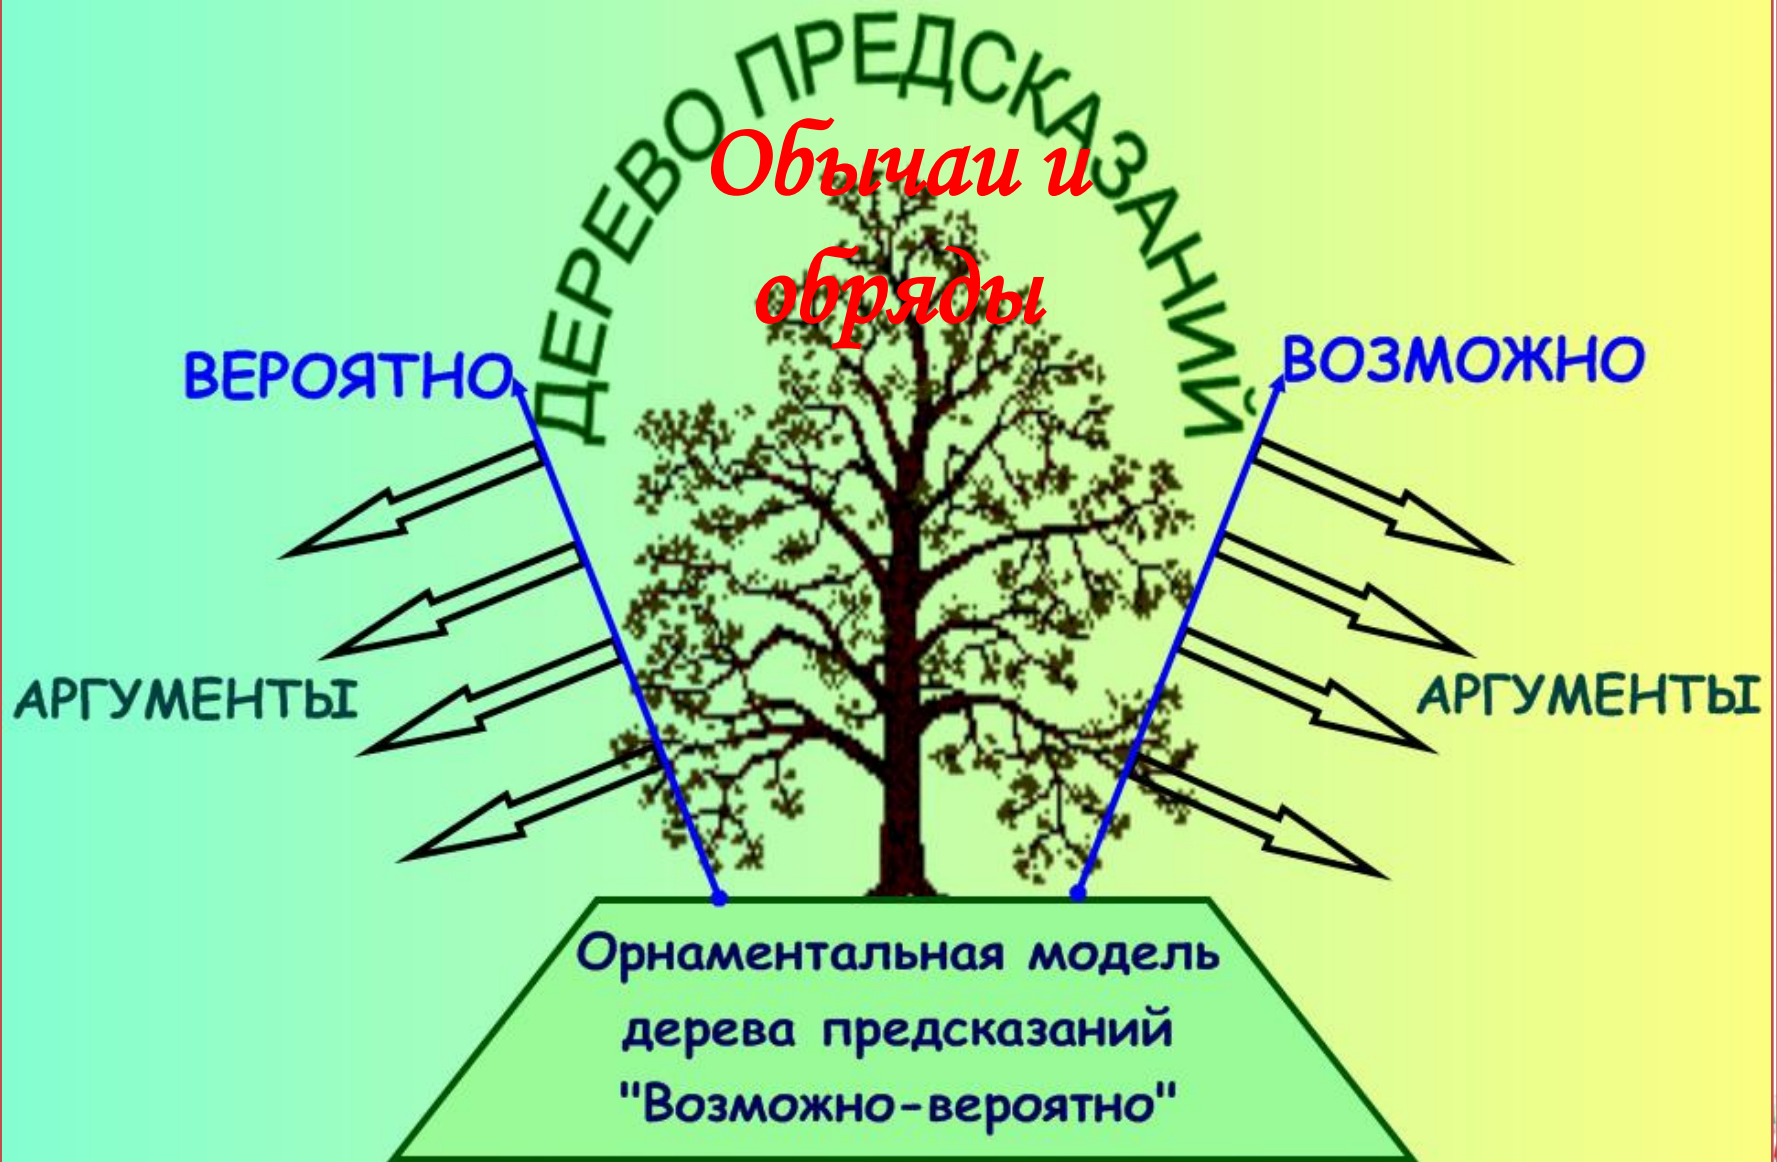 ДЕРЕВО ПРЕДСКАЗАНИЙ
Обычаи и
обряды
ВЕРОЯТНО
ВОЗМОЖНО
АРГУМЕНТЫ
АРГУМЕНТЫ
Орнаментальная модель
дерева предсказаний
"Возможно-вероятно"